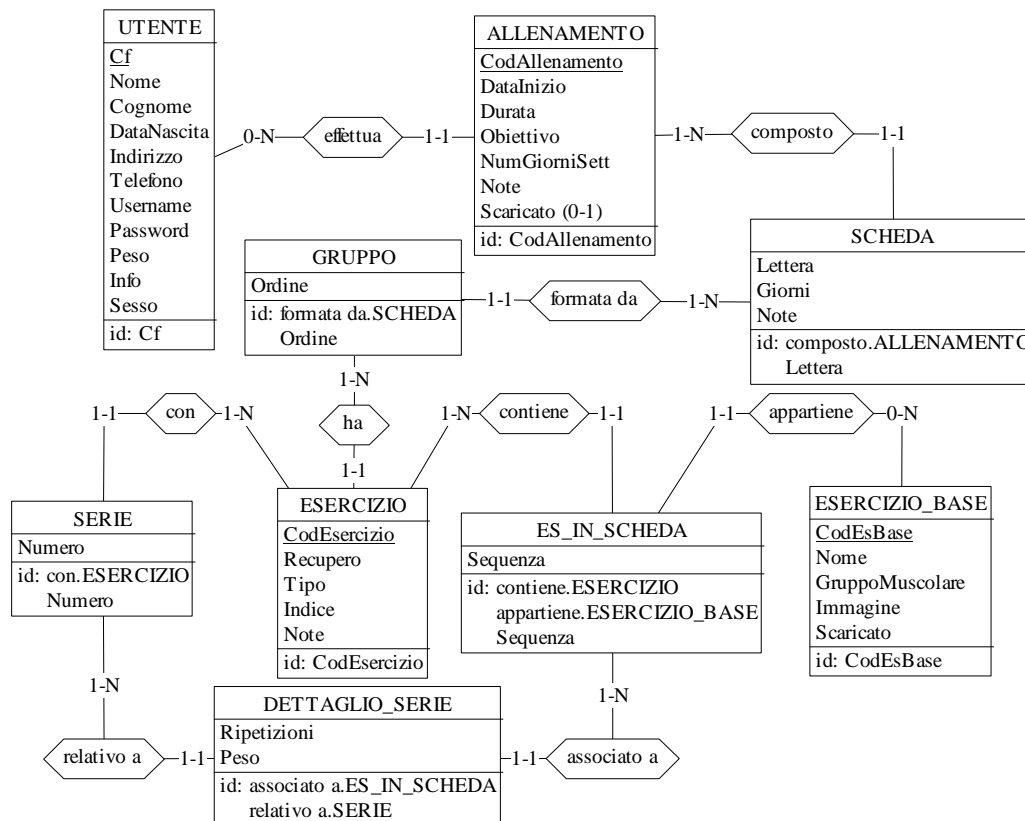 UTENTE
Cf
Nome
Cognome
DataNascita
Indirizzo
Telefono
Username
Password
Peso
Info
Sesso
id: Cf
0-N
effettua
1-1
ALLENAMENTO
CodAllenamento
DataInizio
Durata
Obiettivo
NumGiorniSett
Note
Scaricato (0-1)
id: CodAllenamento
1-N
composto
1-1
SCHEDA
Lettera
Giorni
Note
id: composto.ALLENAMENTO
Lettera
GRUPPO
Ordine
id: formata da.SCHEDA
Ordine
1-1
formata da
1-N
1-N
ha
1-1
1-1
con
1-N
1-N
contiene
1-1
1-1
appartiene
0-N
SERIE
Numero
id: con.ESERCIZIO
Numero
ESERCIZIO
CodEsercizio
Recupero
Tipo
Indice
Note
id: CodEsercizio
ES_IN_SCHEDA
Sequenza
id: contiene.ESERCIZIO
appartiene.ESERCIZIO_BASE
Sequenza
ESERCIZIO_BASE
CodEsBase
Nome
GruppoMuscolare
Immagine
Scaricato
id: CodEsBase
1-N
relativo a
1-1
DETTAGLIO_SERIE
Ripetizioni
Peso
id: associato a.ES_IN_SCHEDA
relativo a.SERIE
1-1
associato a
1-N